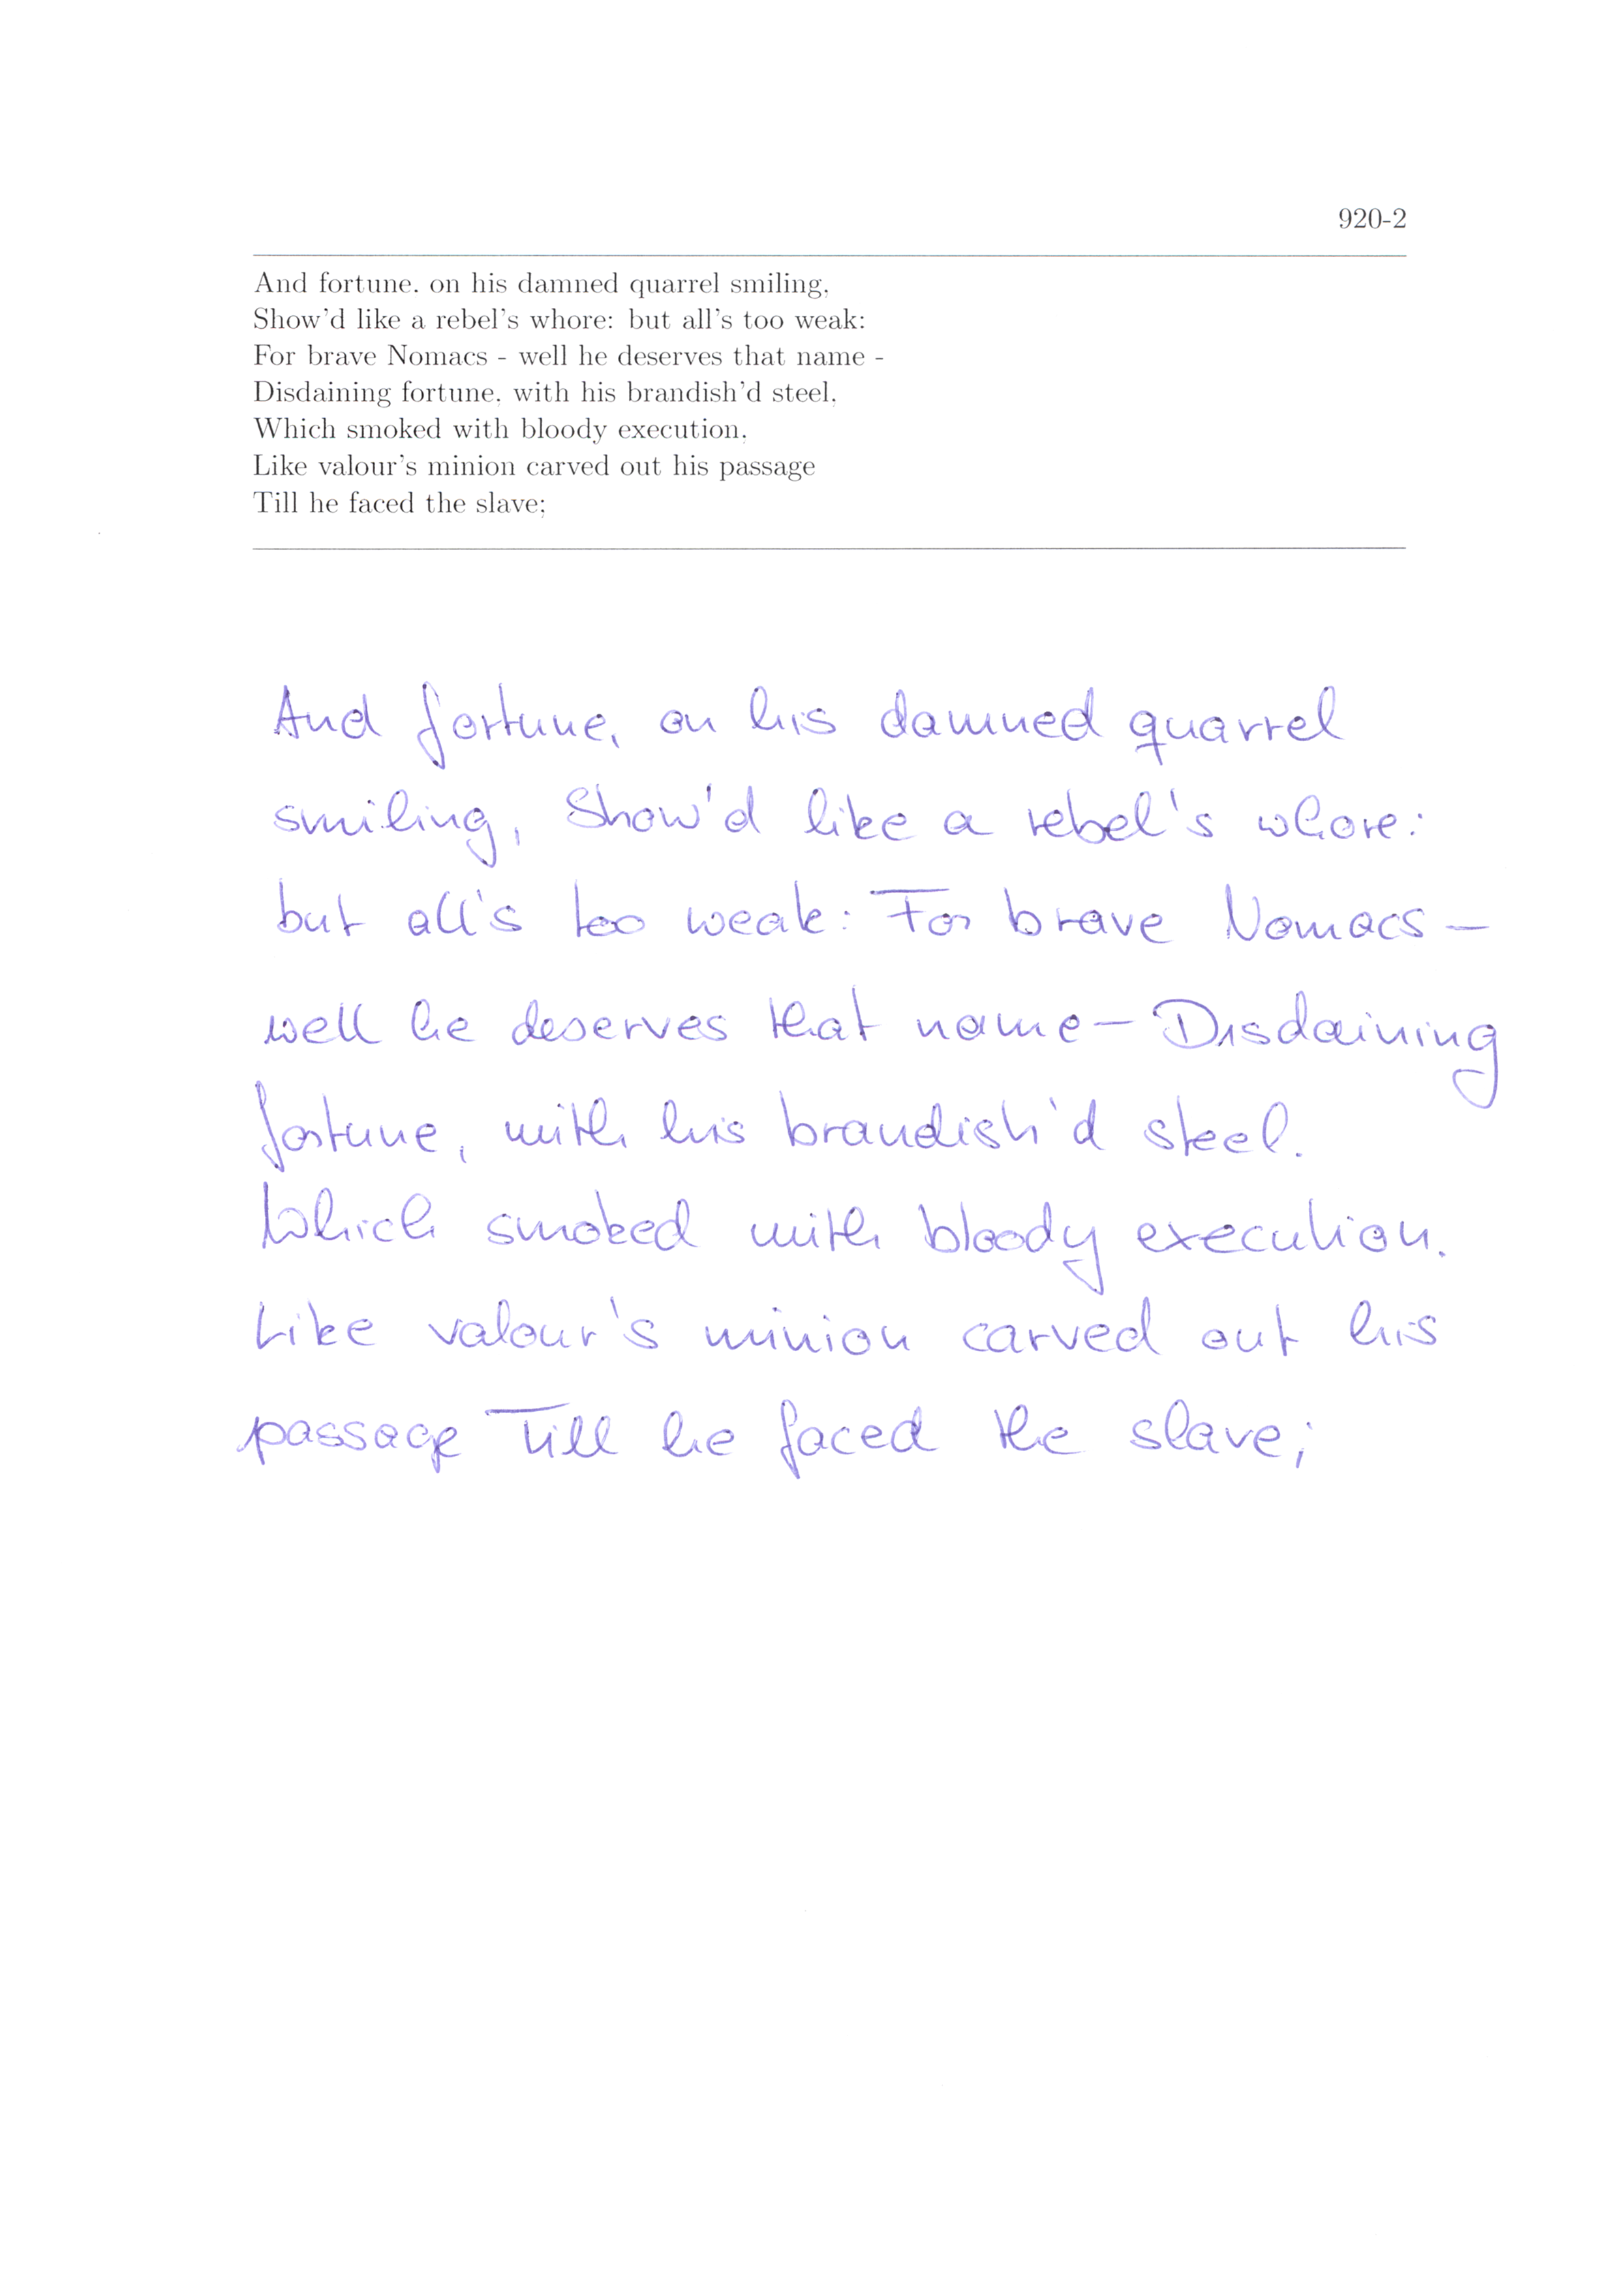 920-2
And fortune, on his damned quarrel smiling,
Show'd like a rebel's whore: but all's too weak:
For brave Nomacs - well he deserves that name -
Disdaining fortune, with his brandish'd steel,
Which smoked with bloody execution,
Like valour's minion carved out his passage
Till he faced the slave;
And fortune, on his damned quarrel
smiling, Show'd like a rebel's whore:
but all's too weak: For brave Nomacs —
well he deserves that name — Disdaining
fortune, with his brandish'd steel.
Which smoked with bloody execution.
Like valour's minion carved out his
passage Till he faced the slave;